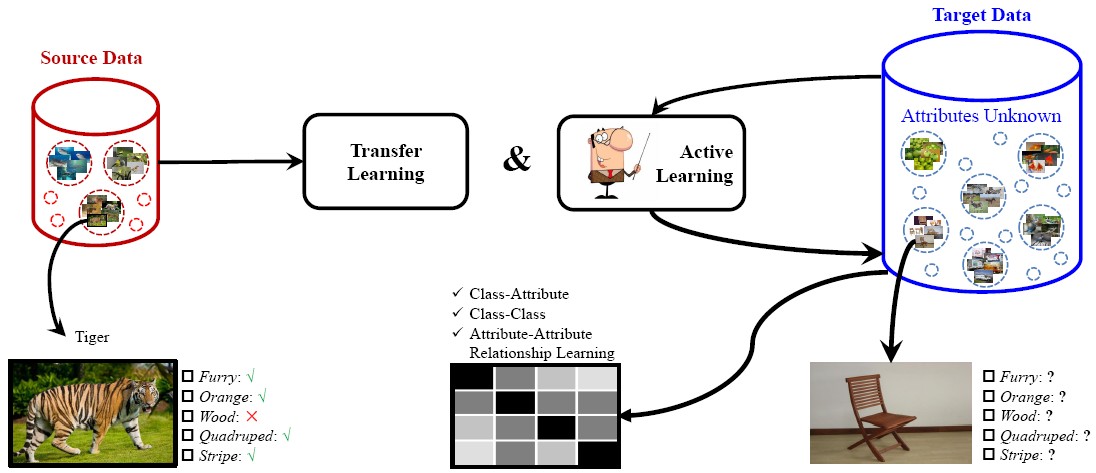 Target Data
Source Data
Attributes Unknown
Transfer
Learning
&
Active
Learning
✓ Class-Attribute
✓ Class-Class
✓ Attribute-Attribute
Relationship Learning
Tiger
☐ Furry: √
☐ Orange: √
☐ Wood: ×
☐ Quadruped: √
☐ Stripe: √
☐ Furry: ?
☐ Orange: ?
☐ Wood: ?
☐ Quadruped: ?
☐ Stripe: ?